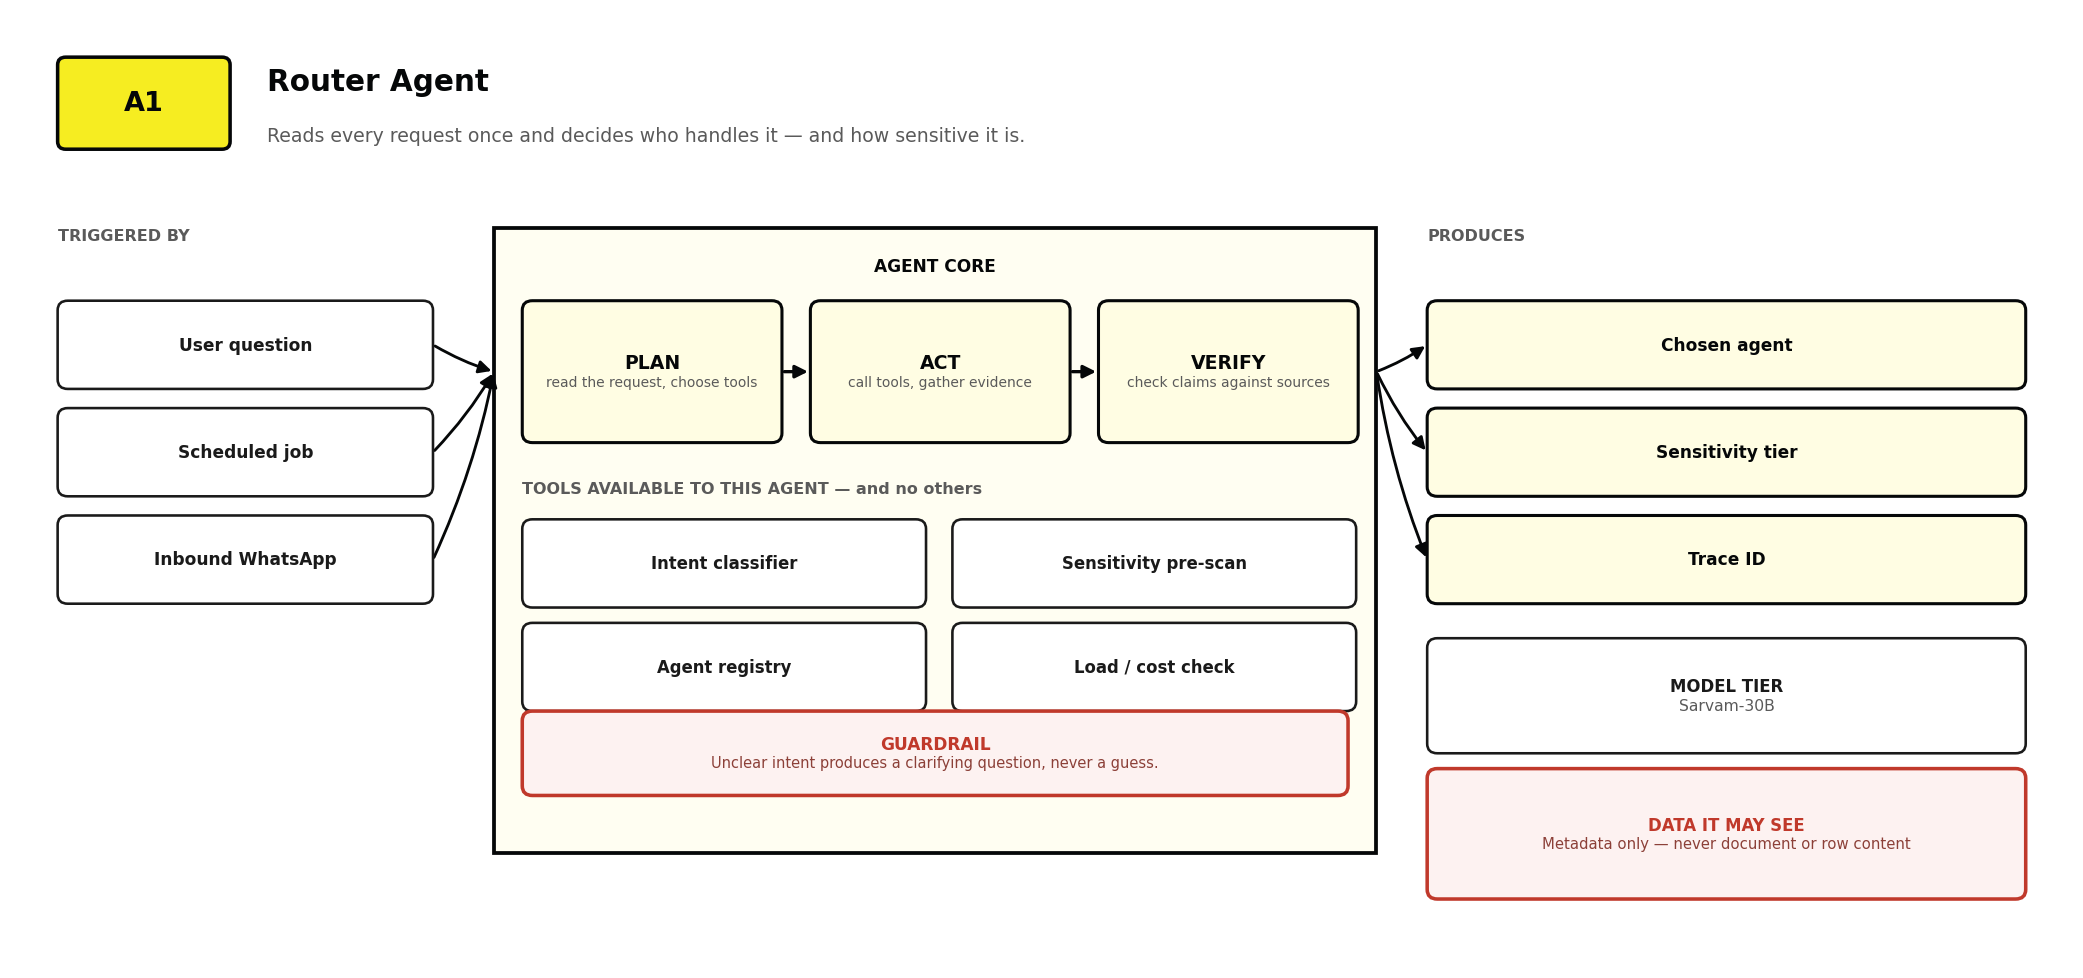 A1
Router Agent
Reads every request once and decides who handles it — and how sensitive it is.
TRIGGERED BY
User question
Scheduled job
Inbound WhatsApp
AGENT CORE
PLAN
read the request, choose tools
ACT
call tools, gather evidence
VERIFY
check claims against sources
TOOLS AVAILABLE TO THIS AGENT — and no others
Intent classifier
Sensitivity pre-scan
Agent registry
Load / cost check
GUARDRAIL
Unclear intent produces a clarifying question, never a guess.
PRODUCES
Chosen agent
Sensitivity tier
Trace ID
MODEL TIER
Sarvam-30B
DATA IT MAY SEE
Metadata only — never document or row content